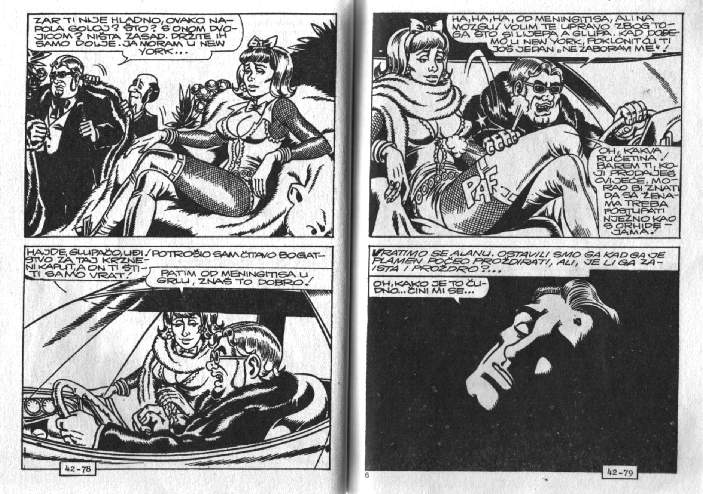 ZAR TI NIJE HLADNO, OVAKO NA-
POLA GOLOJ? ŠTO? S ONOM DVO-
JICOM? NIŠTA ZASAD. DRŽITE IH
SAMO DOLJE. JA MORAM U NEW
YORK...
HAJDE, GLUPAČO, UĐI! POTROŠIO SAM ČITAVO BOGAT-
STVO ZA TAJ KRZNE-
NI KAPUT, A ON TI ŠTI-
TI SAMO VRAT!
PATIM OD MENINGITISA U
GRLU, ZNAŠ TO DOBRO!
42-78
HA, HA, HA, OD MENINGITISA, ALI NA
MOZGU! VOLIM TE UPRAVO ZBOG TO-
GA ŠTO SI LIJEPA A GLUPA. KAD DOĐE-
MO U NEW YORK, POKLONIT ĆU TI
JOŠ JEDAN „NE ZABORAVI ME"!
OH, KAKVA
RUČETINA!
BAREM TI, KO-
JI PRODAJEŠ
CVIJEĆE, MO-
RAO BI ZNATI
DA SA ŽENA-
MA TREBA
POSTUPATI
NJEŽNO KAO
S ORHIDE-
JAMA!
PAF
VRATIMO SE ALANU. OSTAVILI SMO GA KAD GA JE
PLAMEN POČEO PROŽDIRATI, ALI, JE LI GA ZA-
ISTA I PROŽDRO?...
OH, KAKO JE TO ČU-
DNO... ČINI MI SE...
6
42-79